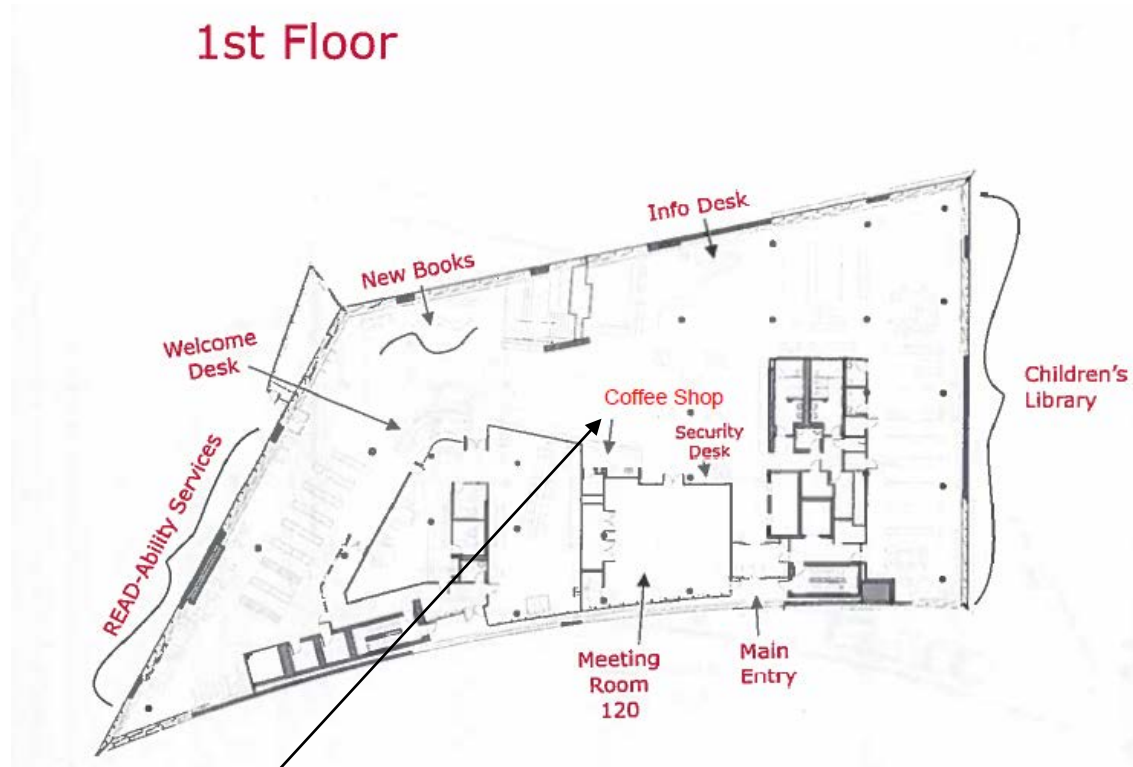 1st Floor
Info Desk
New Books
Welcome
Desk
Coffee Shop
Security
Desk
Children's
Library
READ-Ability Services
Meeting
Room
120
Main
Entry